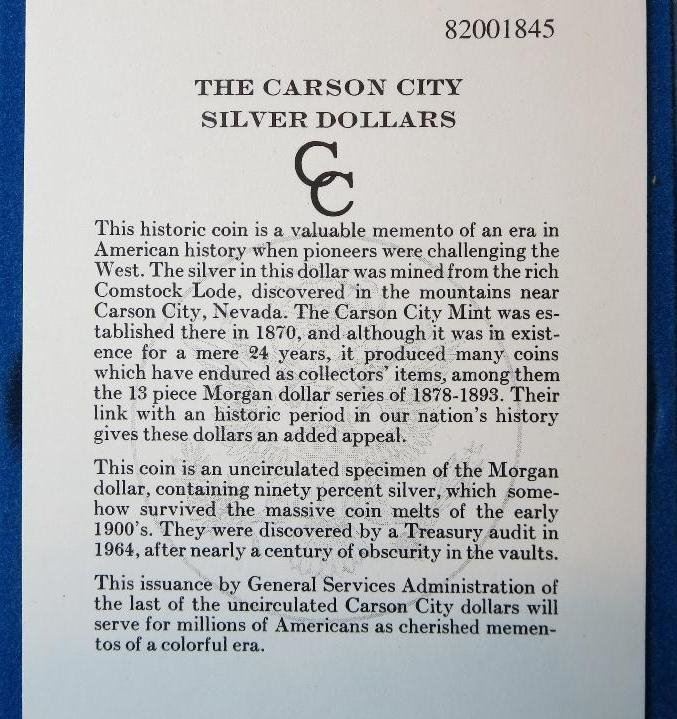 82001845
THE CARSON CITY
SILVER DOLLARS
CC
This historic coin is a valuable memento of an era in
American history when pioneers were challenging the
West. The silver in this dollar was mined from the rich
Comstock Lode, discovered in the mountains near
Carson City, Nevada. The Carson City Mint was es-
tablished there in 1870, and although it was in exist-
ence for a mere 24 years, it produced many coins
which have endured as collectors' items, among them
the 13 piece Morgan dollar series of 1878-1893. Their
link with an historic period in our nation's history
gives these dollars an added appeal.
This coin is an uncirculated specimen of the Morgan
dollar, containing ninety percent silver, which some-
how survived the massive coin melts of the early
1900's. They were discovered by a Treasury audit in
1964, after nearly a century of obscurity in the vaults.
This issuance by General Services Administration of
the last of the uncirculated Carson City dollars will
serve for millions of Americans as cherished memen-
tos of a colorful era.